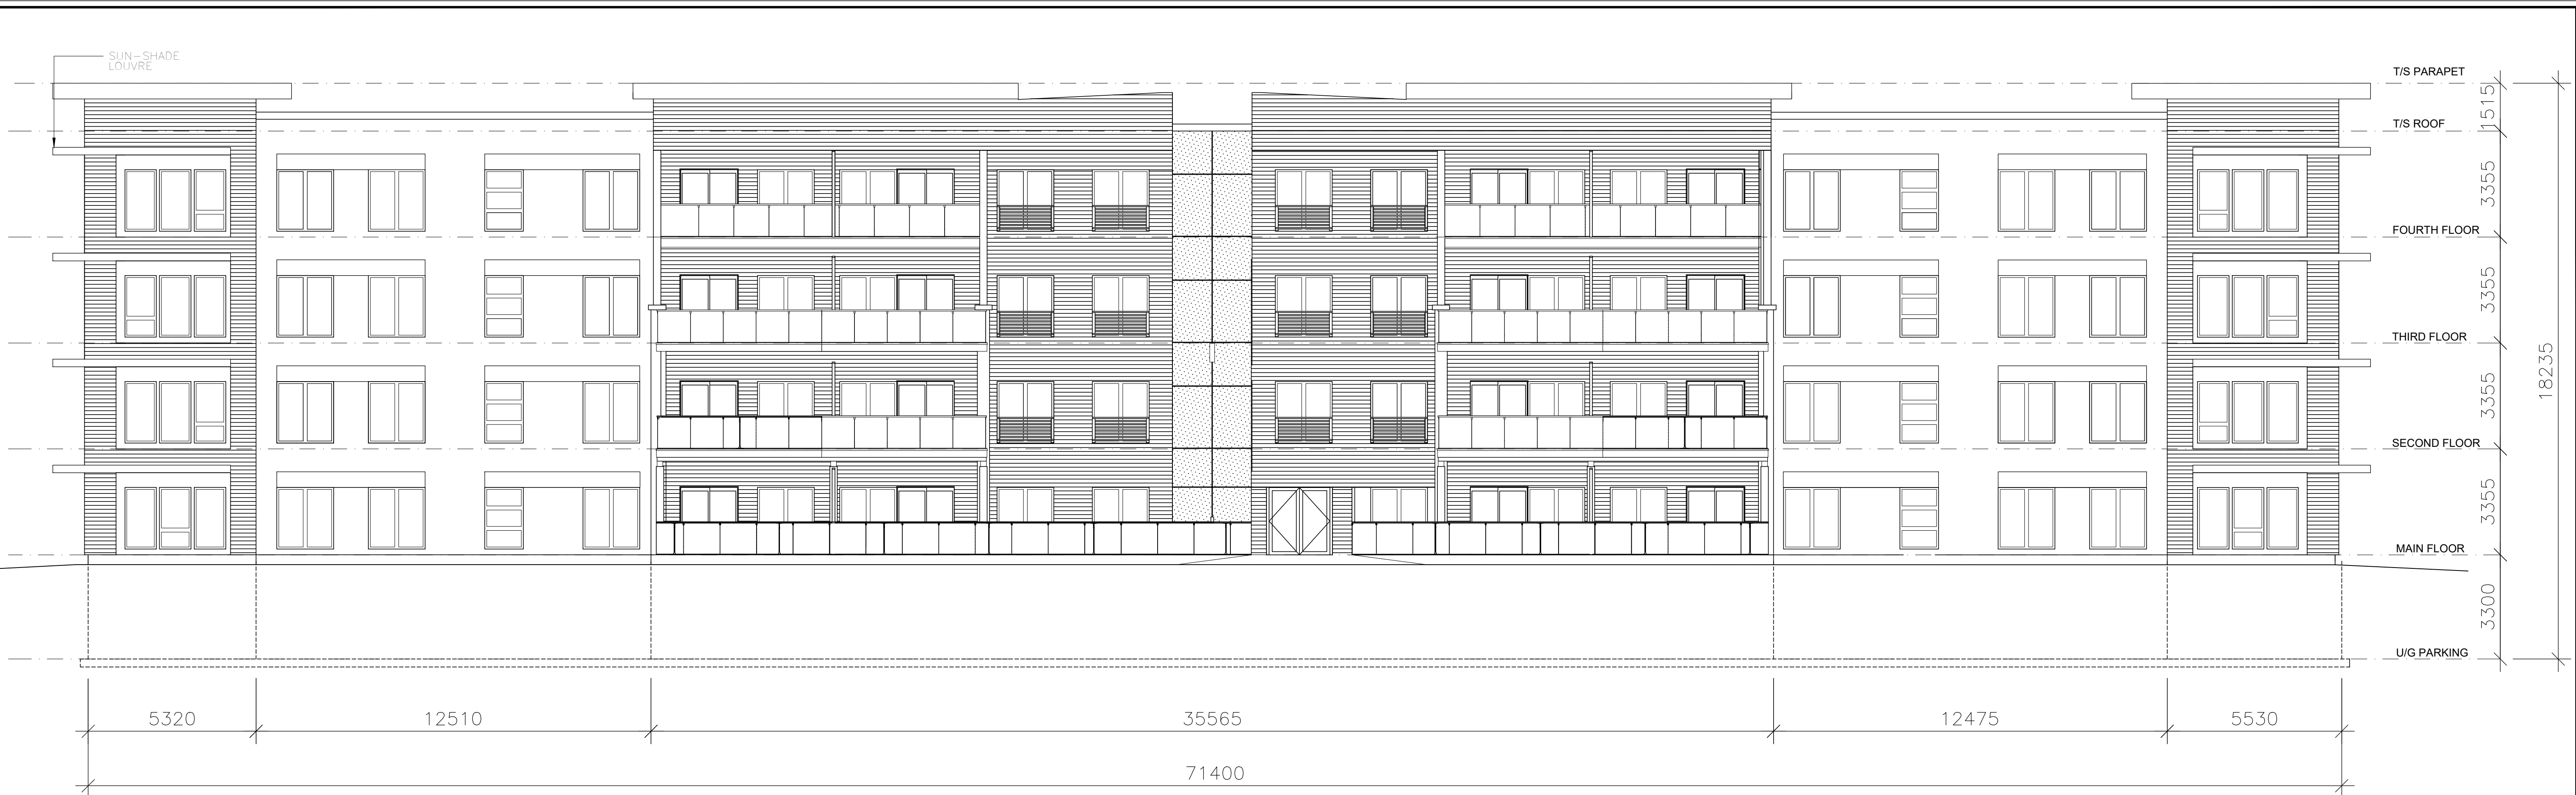 SUN-SHADE
LOUVRE
T/S PARAPET
1515
T/S ROOF
3355
FOURTH FLOOR
3355
THIRD FLOOR
18235
3355
SECOND FLOOR
3355
MAIN FLOOR
3300
U/G PARKING
5320 12510 35565 12475 5530
71400